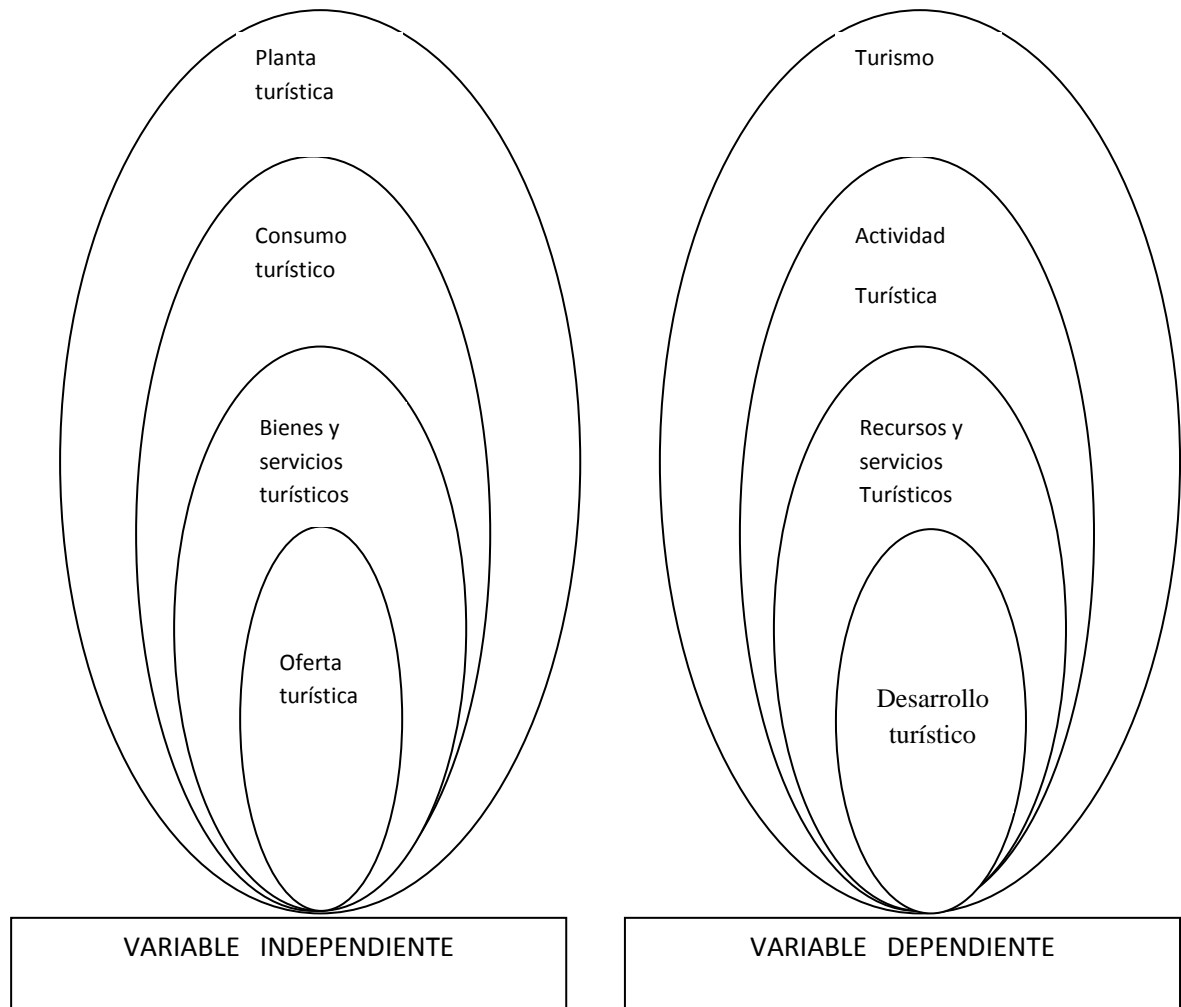 Planta
turística
Consumo
turístico
Bienes y
servicios
turísticos
Oferta
turística
VARIABLE INDEPENDIENTE
Turismo
Actividad
Turística
Recursos y
servicios
Turísticos
Desarrollo
turístico
VARIABLE DEPENDIENTE